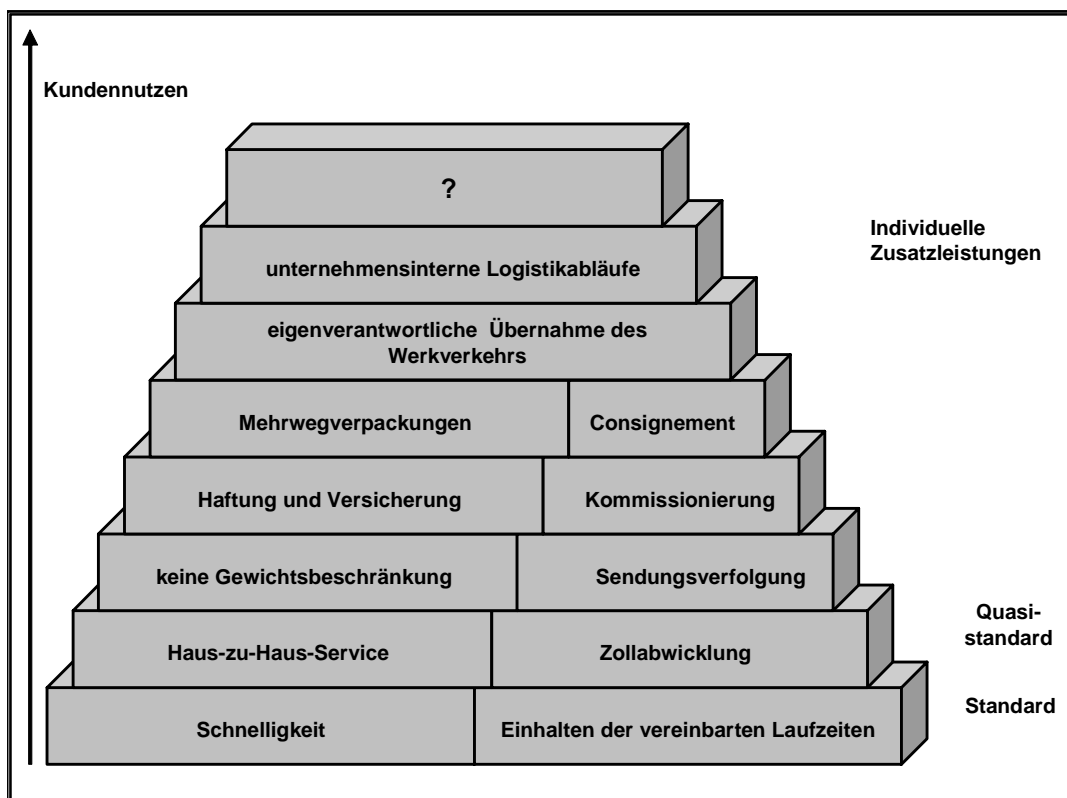 Kundennutzen
?
Individuelle
Zusatzleistungen
unternehmensinterne Logistikabläufe
eigenverantwortliche Übernahme des
Werkverkehrs
Mehrwegverpackungen
Consignement
Haftung und Versicherung
Kommissionierung
keine Gewichtsbeschränkung
Sendungsverfolgung
Quasi-
standard
Haus-zu-Haus-Service
Zollabwicklung
Standard
Schnelligkeit
Einhalten der vereinbarten Laufzeiten